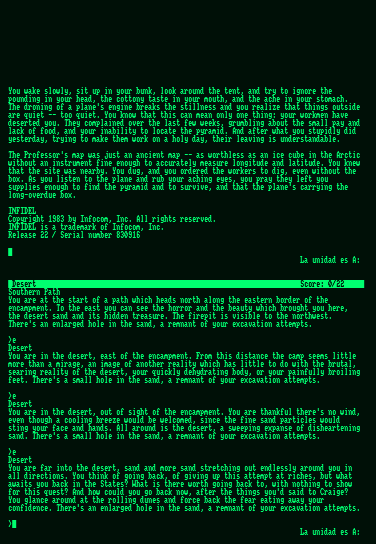 You wake slowly, sit up in your bunk, look around the tent, and try to ignore the
pounding in your head, the cottony taste in your mouth, and the ache in your stomach.
The droning of a plane's engine breaks the stillness and you realize that things outside
are quiet -- too quiet. You know that this can mean only one thing: your workmen have
deserted you. They complained over the last few weeks, grumbling about the small pay and
lack of food, and your inability to locate the pyramid. And after what you stupidly did
yesterday, trying to make them work on a holy day, their leaving is understandable.
The Professor's map was just an ancient map -- as worthless as an ice cube in the Arctic
without an instrument fine enough to accurately measure longitude and latitude. You knew
that the site was nearby. You dug, and you ordered the workers to dig, even without the
box. As you listen to the plane and rub your aching eyes, you pray they left you
supplies enough to find the pyramid and to survive, and that the plane's carrying the
long-overdue box.
INFIDEL
Copyright 1983 by Infocom, Inc. All rights reserved.
INFIDEL is a trademark of Infocom, Inc.
Release 22 / Serial number 830916
La unidad es A:
Desert Score: 0/22
Southern Path
You are at the start of a path which heads north along the eastern border of the
encampment. To the east you can see the horror and the beauty which brought you here,
the desert sand and its hidden treasure. The firepit is visible to the northwest.
There's an enlarged hole in the sand, a remnant of your excavation attempts.
>e
Desert
You are in the desert, east of the encampment. From this distance the camp seems little
more than a mirage, an image of another reality which has little to do with the brutal,
searing reality of the desert, your quickly dehydrating body, or your painfully broiling
feet. There's a small hole in the sand, a remnant of your excavation attempts.
>e
Desert
You are in the desert, out of sight of the encampment. You are thankful there's no wind,
even though a cooling breeze would be welcomed, since the fine sand particles would
sting your face and hands. All around is the desert, a sweeping expanse of disheartening
sand. There's a small hole in the sand, a remnant of your excavation attempts.
>e
Desert
You are far into the desert, sand and more sand stretching out endlessly around you in
all directions. You think of going back, of giving up this attempt at riches, but what
awaits you back in the States? What is there worth going back to, with nothing to show
for this quest? And how could you go back now, after the things you'd said to Craige?
You glance around at the rolling dunes and force back the fear eating away your
confidence. There's an enlarged hole in the sand, a remnant of your excavation attempts.
>
La unidad es A: